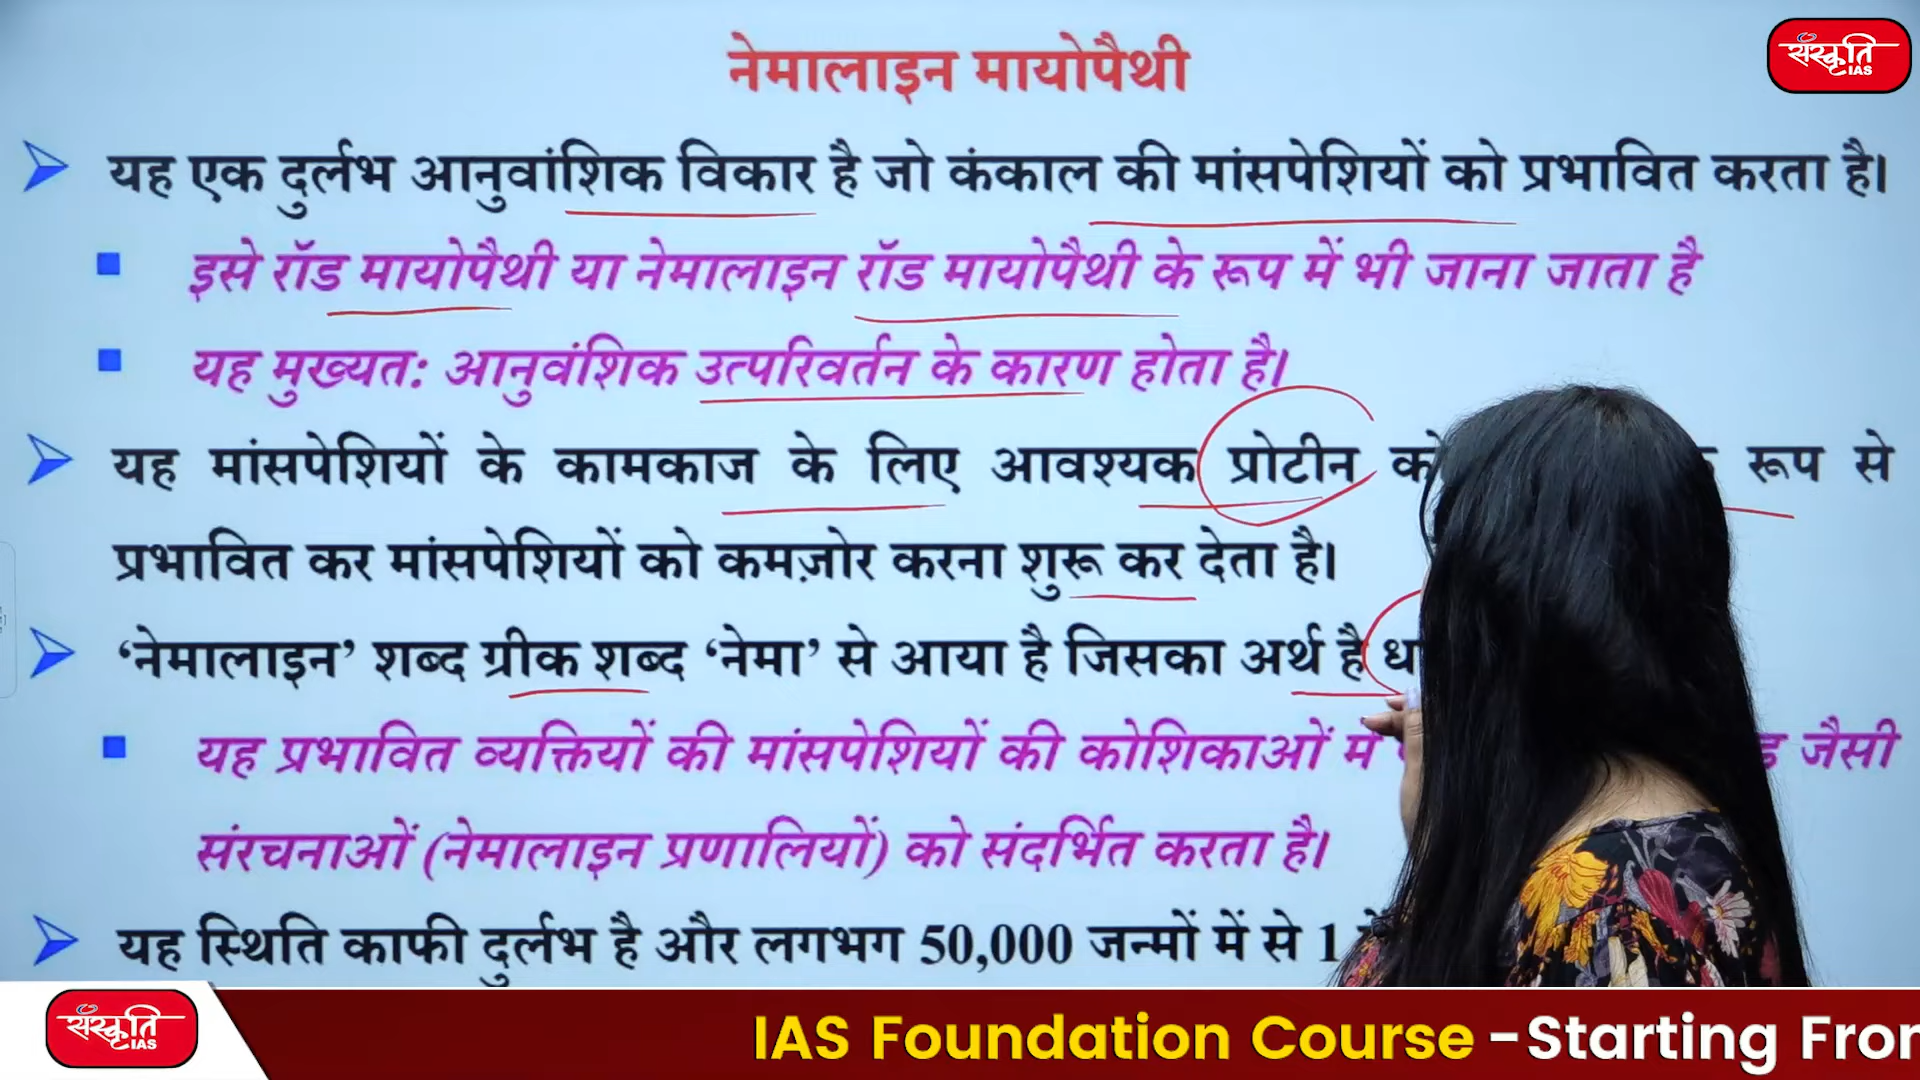 नेमालाइन मायोपैथी
संस्कृति
IAS
यह एक दुर्लभ आनुवांशिक विकार है जो कंकाल की मांसपेशियों को प्रभावित करता है।
इसे रॉड मायोपैथी या नेमालाइन रॉड मायोपैथी के रूप में भी जाना जाता है
यह मुख्यत: आनुवंशिक उत्परिवर्तन के कारण होता है।
यह मांसपेशियों के कामकाज के लिए आवश्यक प्रोटीन रूप से
प्रभावित कर मांसपेशियों को कमज़ोर करना शुरू कर देता है।
‘नेमालाइन’ शब्द ग्रीक शब्द ‘नेमा’ से आया है जिसका अर्थ है
यह प्रभावित व्यक्तियों की मांसपेशियों की कोशिकाओं में जैसी
संरचनाओं (नेमालाइन प्रणालियों) को संदर्भित करता है।
यह स्थिति काफी दुर्लभ है और लगभग 50,000 जन्मों में से 1
संस्कृति
IAS
IAS Foundation Course -Starting